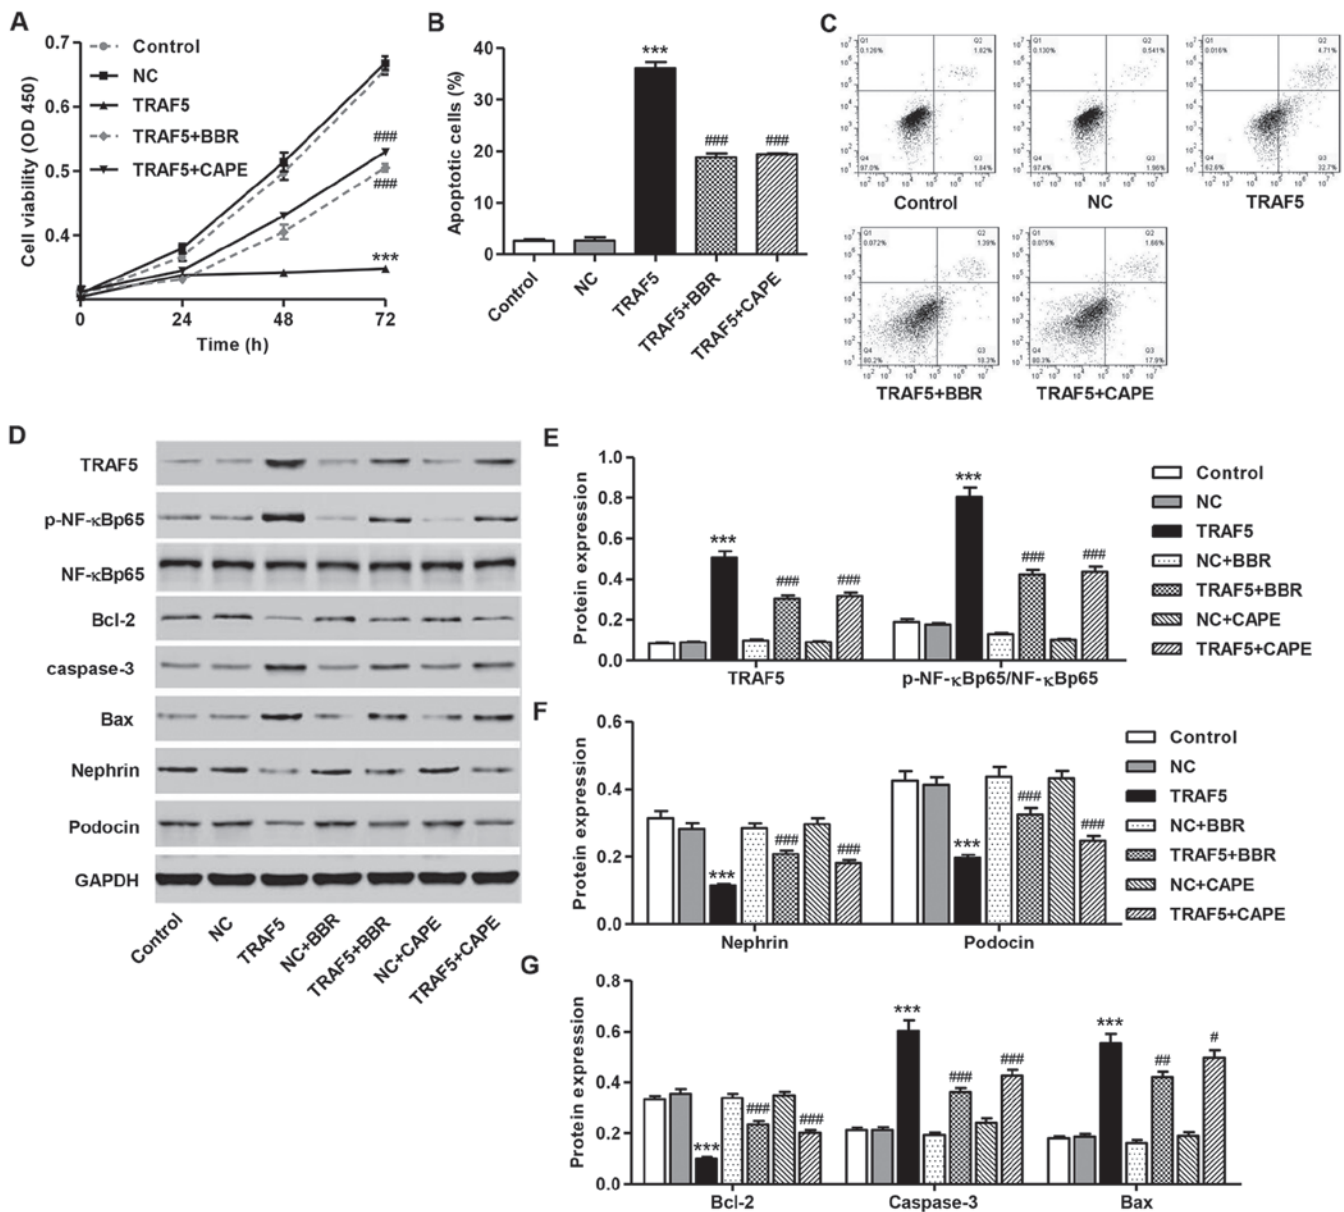 A
Cell viability (OD 450)
0.7
0.6
0.5
0.4
Control
NC
TRAF5
TRAF5+BBR
TRAF5+CAPE
###
###
***
0 24 48 72
Time (h)
B
Apoptotic cells (%)
40
30
20
10
0
***
###
###
Control
NC
TRAF5
TRAF5+BBR
TRAF5+CAPE
C
Control
NC
TRAF5
TRAF5+BBR
TRAF5+CAPE
D
TRAF5
p-NF-κBp65
NF-κBp65
Bcl-2
caspase-3
Bax
Nephrin
Podocin
GAPDH
Control
NC
TRAF5
NC+BBR
TRAF5+BBR
NC+CAPE
TRAF5+CAPE
E
Protein expression
1.0
0.8
0.6
0.4
0.2
0.0
***
###
###
***
###
###
TRAF5
p-NF-κBp65/NF-κBp65
Control
NC
TRAF5
NC+BBR
TRAF5+BBR
NC+CAPE
TRAF5+CAPE
F
Protein expression
0.6
0.4
0.2
0.0
***
###
###
***
###
###
Nephrin
Podocin
Control
NC
TRAF5
NC+BBR
TRAF5+BBR
NC+CAPE
TRAF5+CAPE
G
Protein expression
0.8
0.6
0.4
0.2
0.0
***
###
###
***
###
###
***
##
#
Bcl-2
Caspase-3
Bax